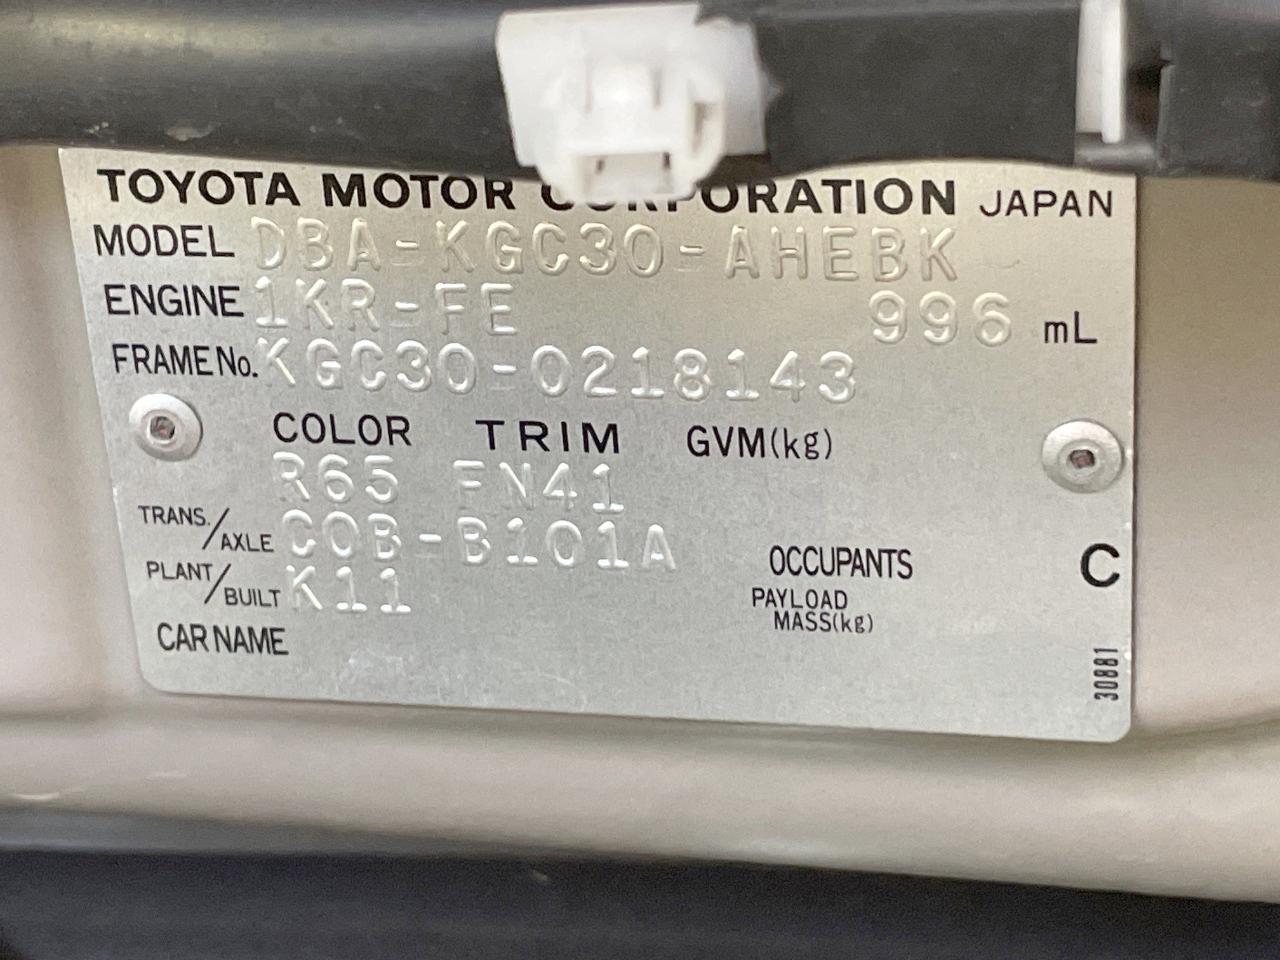 TOYOTA MOTOR CORPORATION JAPAN
MODEL DBA-KGC30-AHEBK
ENGINE 1KR-FE 996 mL
FRAME No. KGC30-0218143
COLOR TRIM GVM(kg)
R65 FN41
TRANS./AXLE C0B-B101A
OCCUPANTS C
PLANT/BUILT K11
PAYLOAD MASS(kg)
CAR NAME
30881